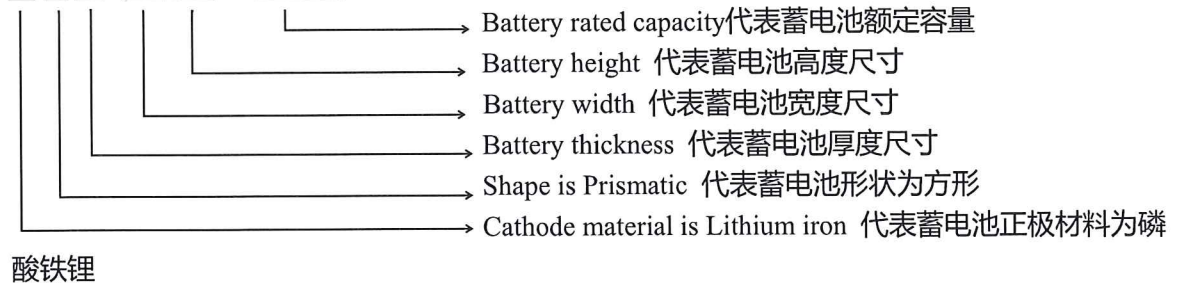 Battery rated capacity代表蓄电池额定容量
Battery height 代表蓄电池高度尺寸
Battery width 代表蓄电池宽度尺寸
Battery thickness 代表蓄电池厚度尺寸
Shape is Prismatic 代表蓄电池形状为方形
Cathode material is Lithium iron 代表蓄电池正极材料为磷
酸铁锂